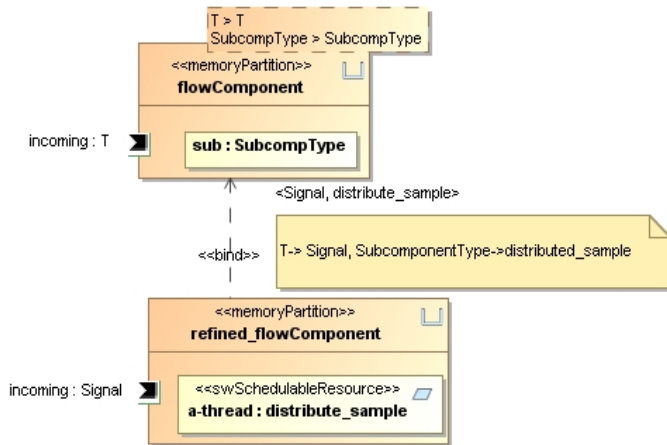 T > T
SubcompType > SubcompType
<<memoryPartition>>
flowComponent
incoming : T
sub : SubcompType
<Signal, distribute_sample>
T-> Signal, SubcomponentType->distributed_sample
<<bind>>
<<memoryPartition>>
refined_flowComponent
incoming : Signal
<<swSchedulableResource>>
a-thread : distribute_sample